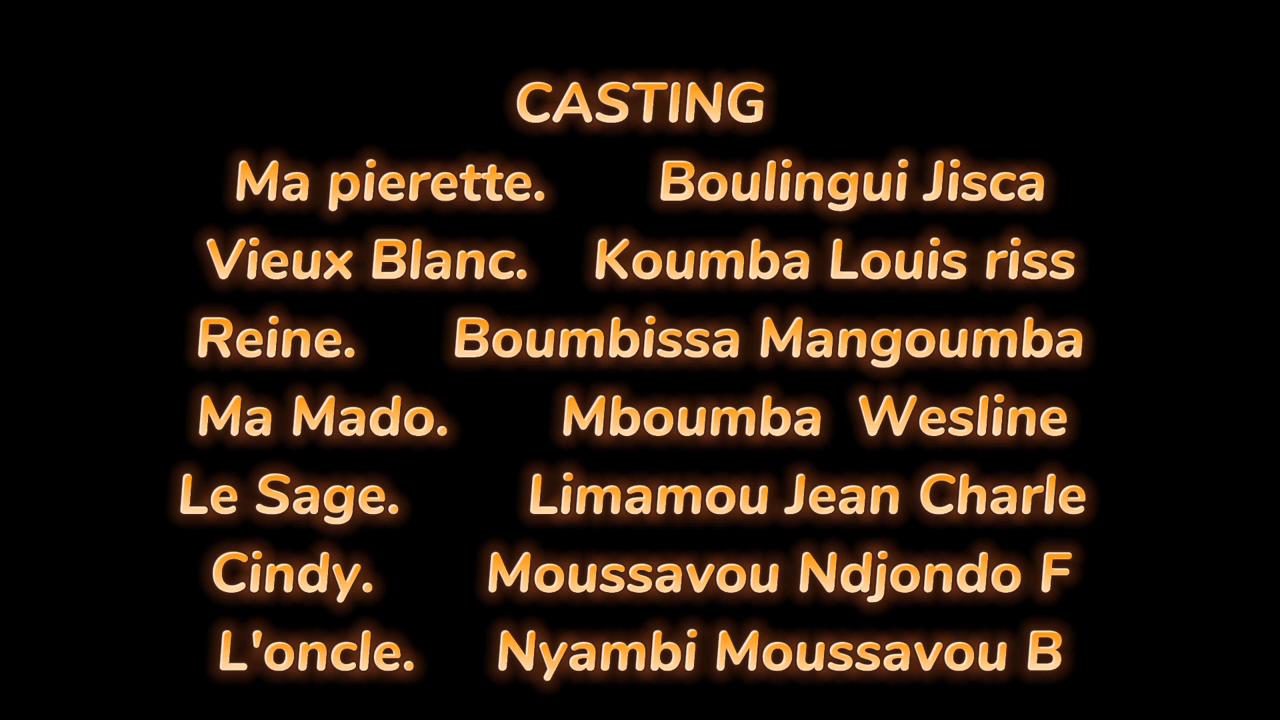 CASTING
Ma pierette. Boulingui Jisca
Vieux Blanc. Koumba Louis riss
Reine. Boumbissa Mangoumba
Ma Mado. Mboumba Wesline
Le Sage. Limamou Jean Charle
Cindy. Moussavou Ndjondo F
L'oncle. Nyambi Moussavou B